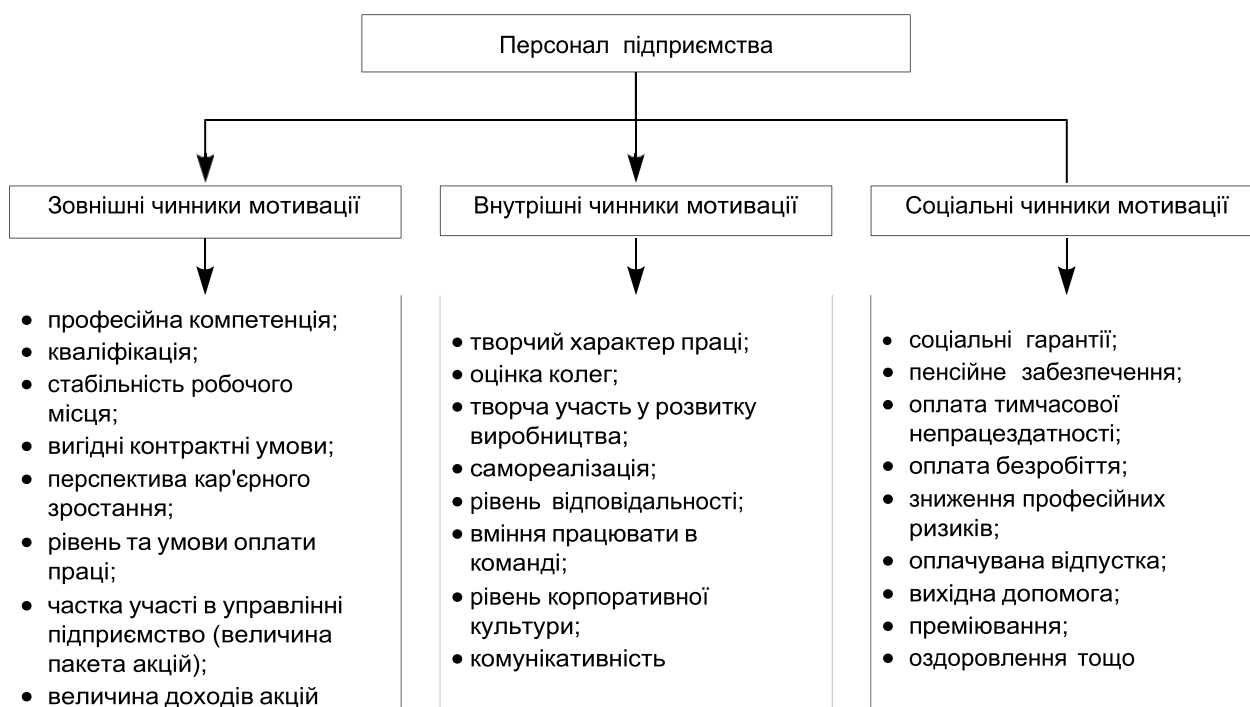 Персонал підприємства
Зовнішні чинники мотивації
Внутрішні чинники мотивації
Соціальні чинники мотивації
• професійна компетенція;
• кваліфікація;
• стабільність робочого
місця;
• вигідні контрактні умови;
• перспектива кар'єрного
зростання;
• рівень та умови оплати
праці;
• частка участі в управлінні
підприємство (величина
пакета акцій);
• величина доходів акцій
• творчий характер праці;
• оцінка колег;
• творча участь у розвитку
виробництва;
• самореалізація;
• рівень відповідальності;
• вміння працювати в
команді;
• рівень корпоративної
культури;
• комунікативність
• соціальні гарантії;
• пенсійне забезпечення;
• оплата тимчасової
непрацездатності;
• оплата безробіття;
• зниження професійних
ризиків;
• оплачувана відпустка;
• вихідна допомога;
• преміювання;
• оздоровлення тощо